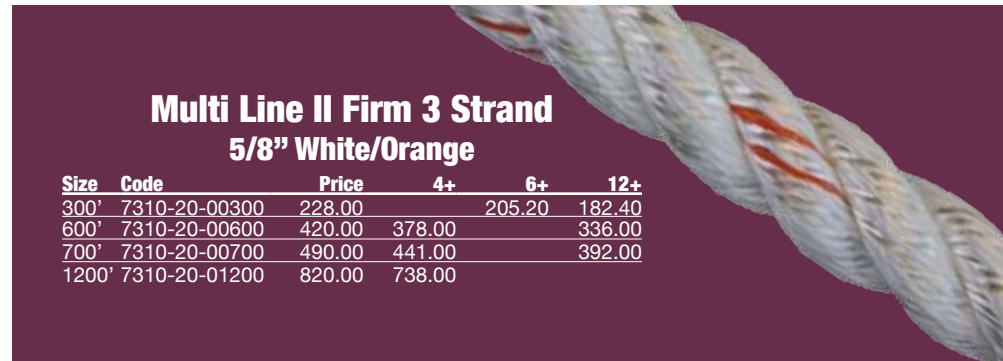 Multi Line II Firm 3 Strand
5/8” White/Orange
Size Code Price 4+ 6+ 12+
300’ 7310-20-00300 228.00 205.20 182.40
600’ 7310-20-00600 420.00 378.00 336.00
700’ 7310-20-00700 490.00 441.00 392.00
1200’ 7310-20-01200 820.00 738.00